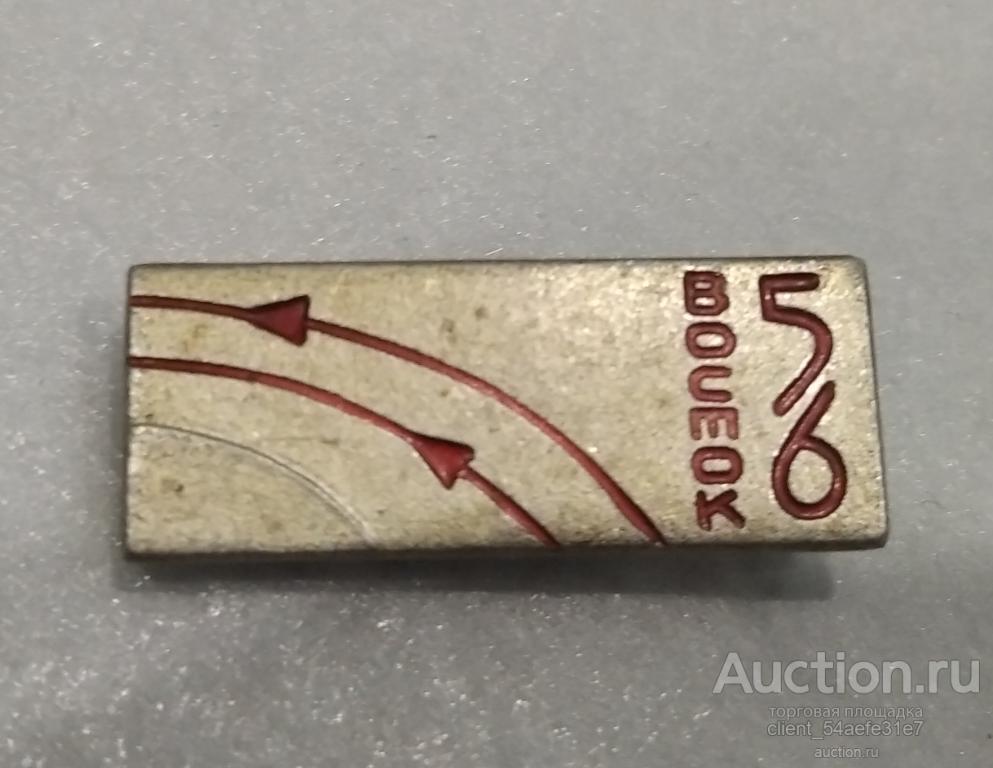 восток
5/6
Auction.ru
торговая площадка
client_54aefe31e7
auction.ru